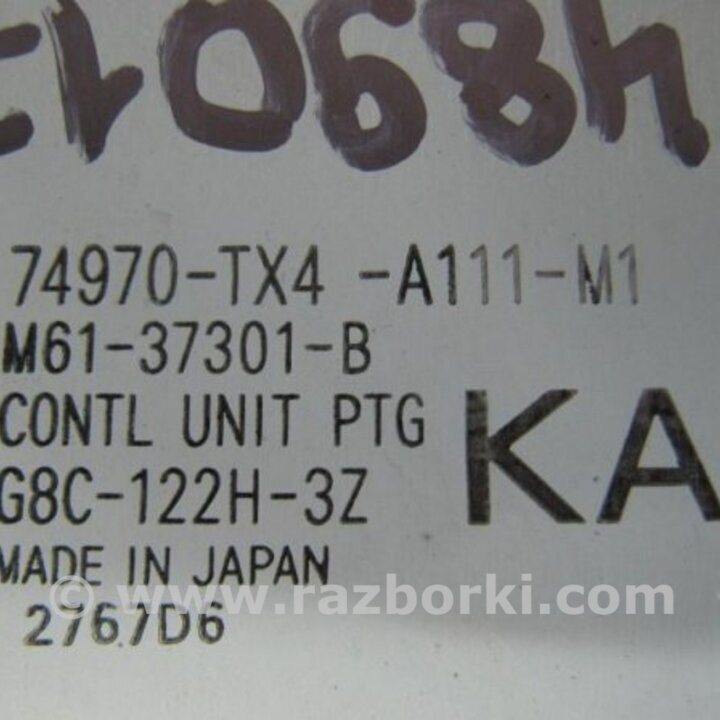 74970-TX4 -A111-M1
M61-37301-B
CONTL UNIT PTG
KA
G8C-122H-3Z
MADE IN JAPAN
© www.razborki.com
2767D6